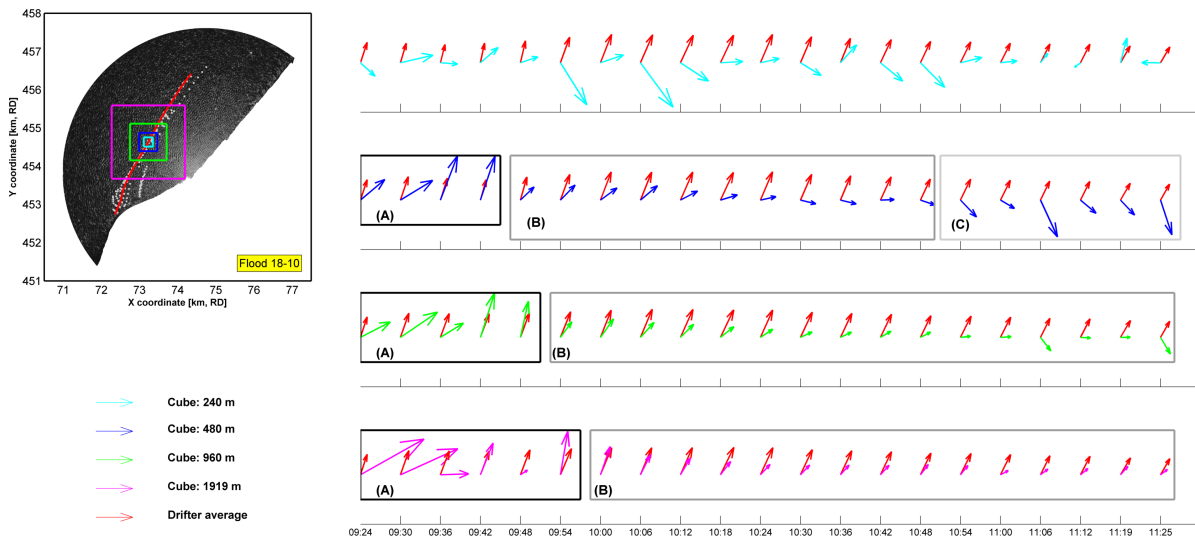 458
457
456
455
454
453
452
451
Y coordinate [km, RD]
Flood 18-10
71 72 73 74 75 76 77
X coordinate [km, RD]
(A) (B) (C)
(A) (B)
(A) (B)
Cube: 240 m
Cube: 480 m
Cube: 960 m
Cube: 1919 m
Drifter average
09:24 09:30 09:36 09:42 09:48 09:54 10:00 10:06 10:12 10:24 10:30 10:36 10:42 10:48 10:54 11:00 11:06 11:12 11:19 11:25